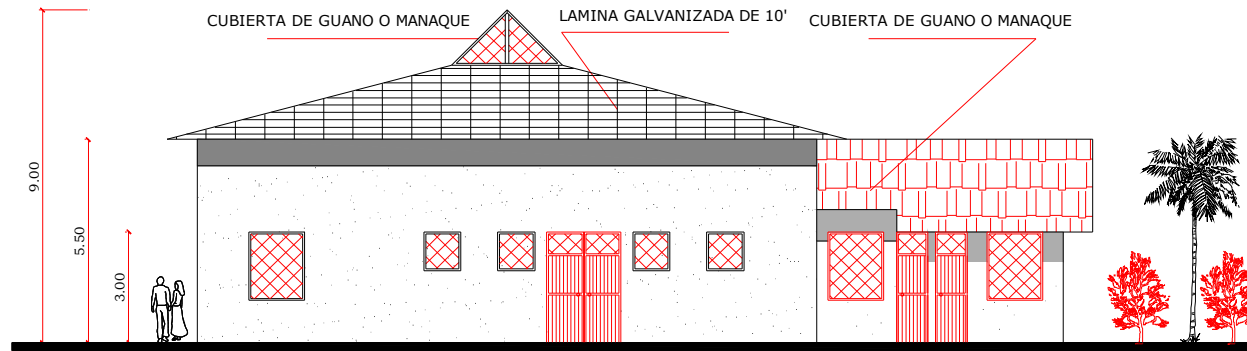 CUBIERTA DE GUANO O MANAQUE
LAMINA GALVANIZADA DE 10'
CUBIERTA DE GUANO O MANAQUE
9.00
5.50
3.00